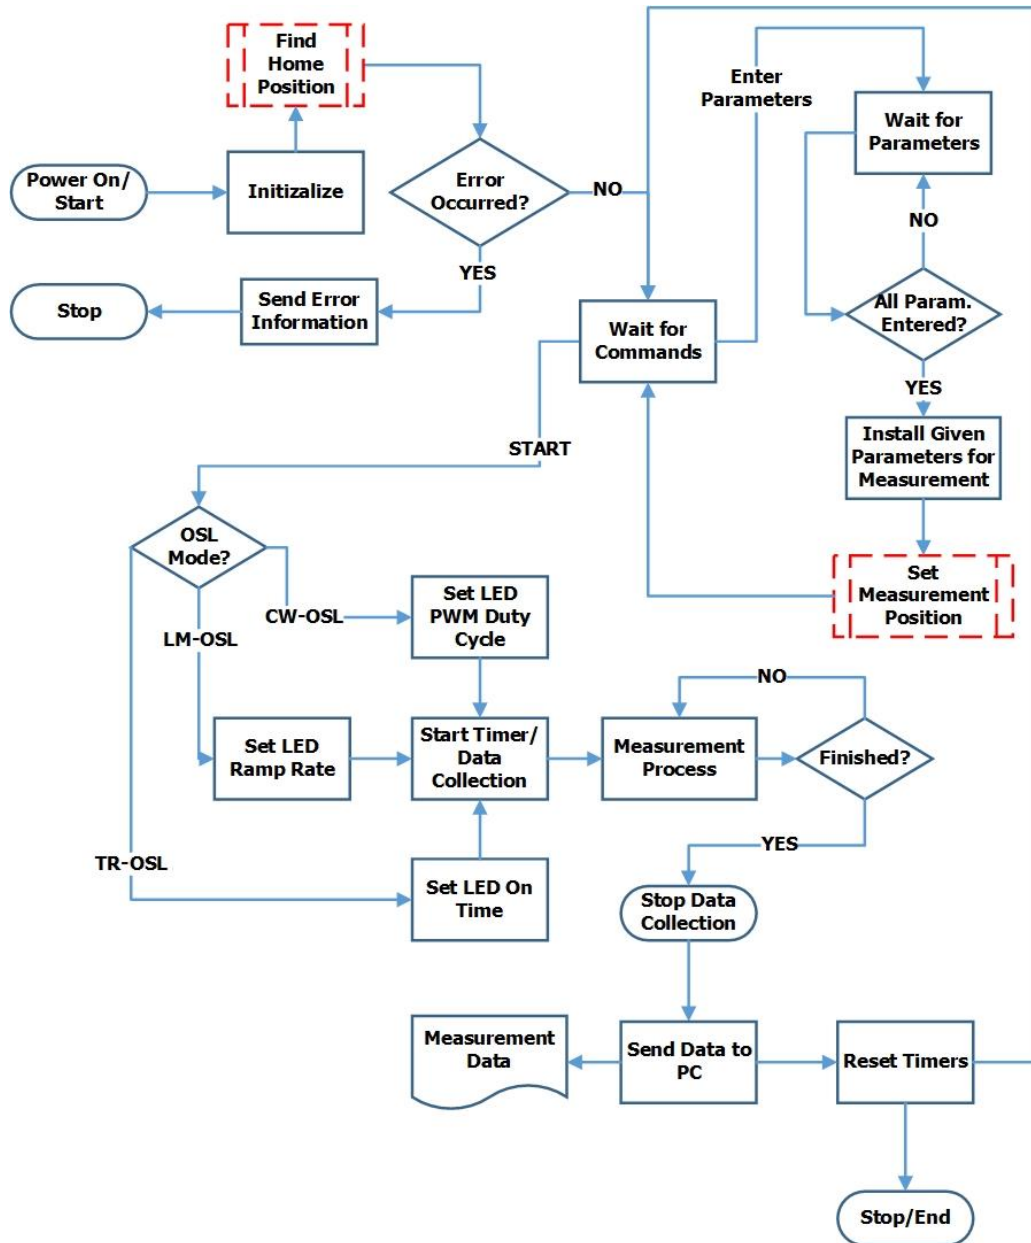 Find
Home
Position
Enter
Parameters
Wait for
Parameters
Power On/
Start
Initizalize
Error
Occurred?
NO
NO
YES
Stop
Send Error
Information
Wait for
Commands
All Param.
Entered?
YES
Install Given
Parameters for
Measurement
START
OSL
Mode?
Set
Measurement
Position
CW-OSL
Set LED
PWM Duty
Cycle
LM-OSL
NO
Set LED
Ramp Rate
Start Timer/
Data
Collection
Measurement
Process
Finished?
YES
TR-OSL
Set LED On
Time
Stop Data
Collection
Measurement
Data
Send Data to
PC
Reset Timers
Stop/End